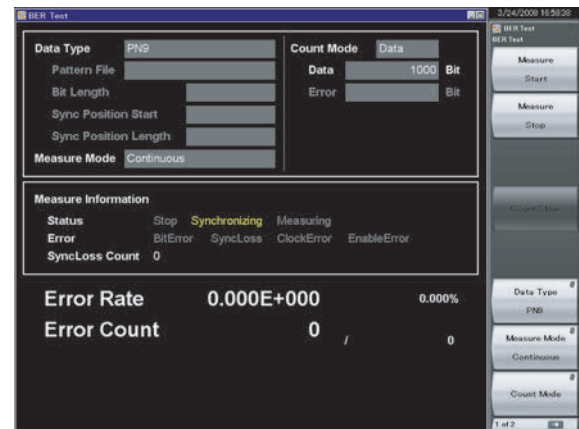 BER Test
3/24/2009 18:58:38
BER Test
BER Test
Data Type PN9
Count Mode Data
Pattern File
Data 1000 Bit
Bit Length
Error Bit
Sync Position Start
Sync Position Length
Measure Mode Continuous
Measure Information
Status Stop Synchronizing Measuring
Error BitError SyncLoss ClockError EnableError
SyncLoss Count 0
Error Rate 0.000E+000 0.000%
Error Count 0 / 0
Measure
Start
Measure
Stop
Count Clear
Data Type
PN9
Measure Mode
Continuous
Count Mode
1 of 2